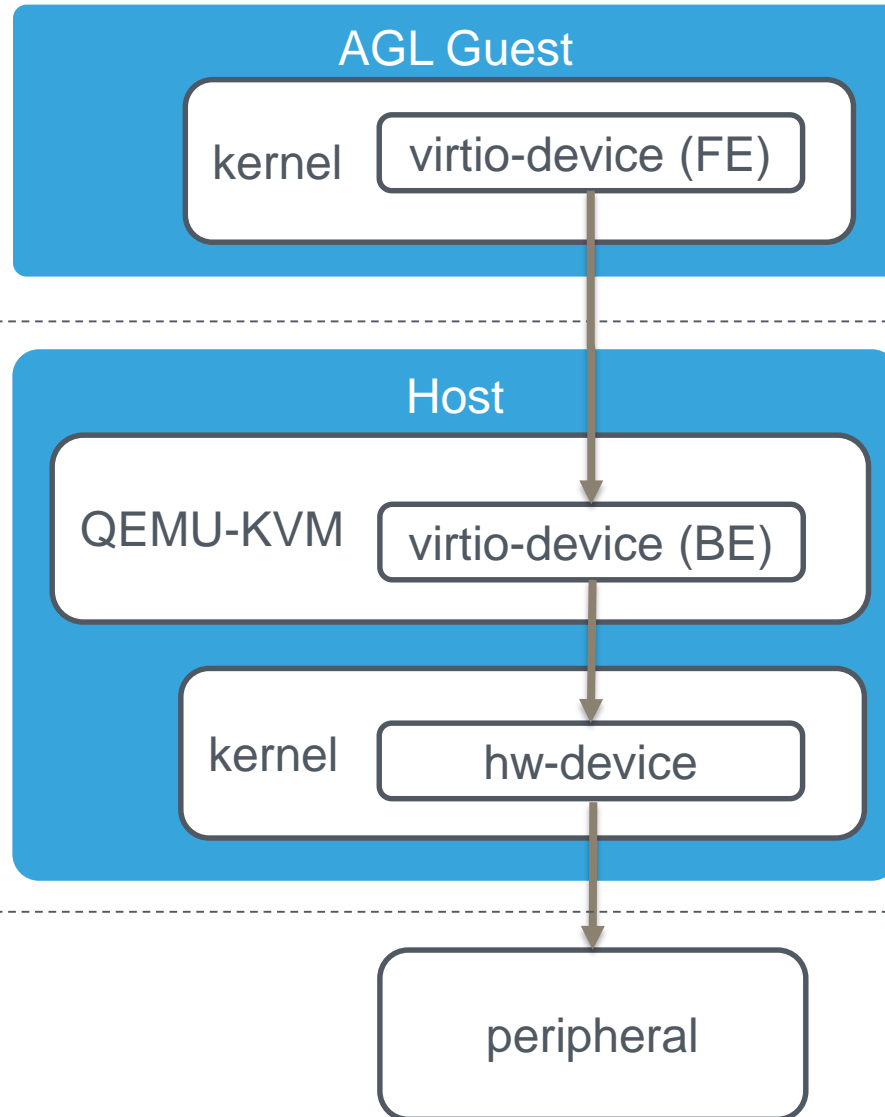 AGL Guest
kernel
virtio-device (FE)
Host
QEMU-KVM
virtio-device (BE)
kernel
hw-device
peripheral